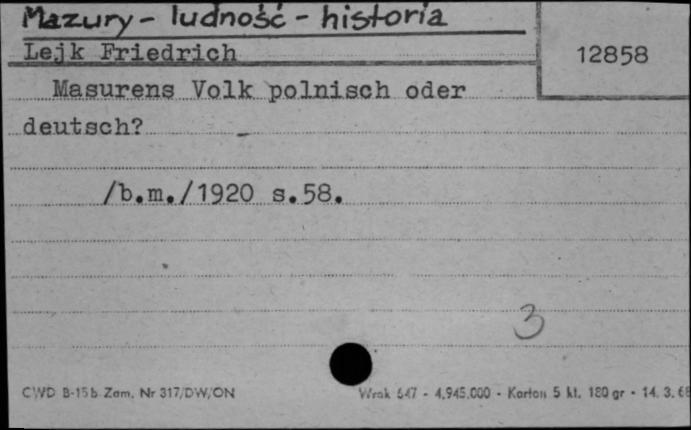 Mazury - ludność - historia
Lejk Friedrich
12858
Masurens Volk polnisch oder
deutsch?
/b.m./1920 s.58.
3
CWD B-15b Zam. Nr 317/DW/ON
Wrak 647 - 4.945.000 - Karton 5 kl. 180 gr - 14. 3. 68